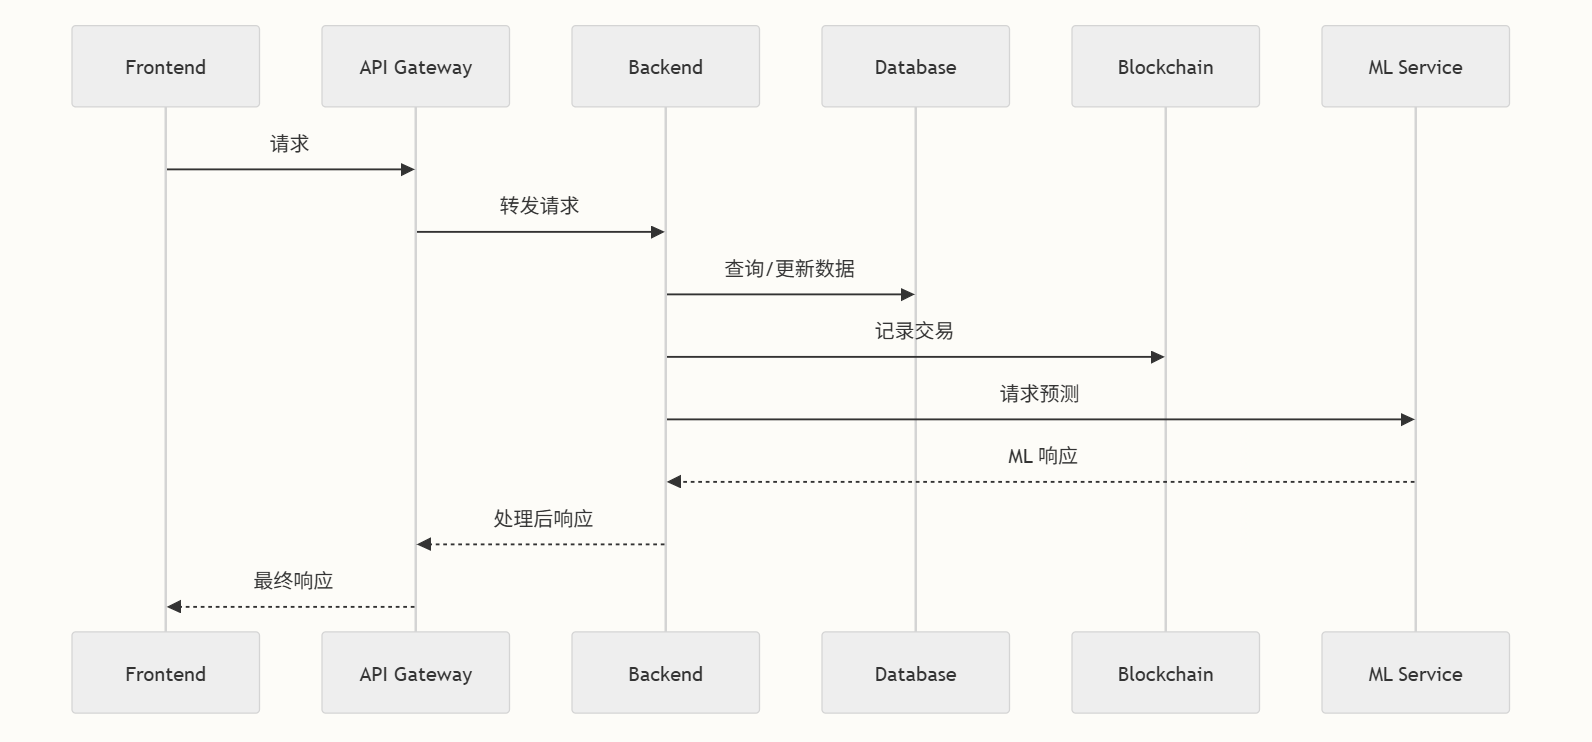 Frontend
API Gateway
Backend
Database
Blockchain
ML Service
请求
转发请求
查询/更新数据
记录交易
请求预测
ML 响应
处理后响应
最终响应
Frontend
API Gateway
Backend
Database
Blockchain
ML Service